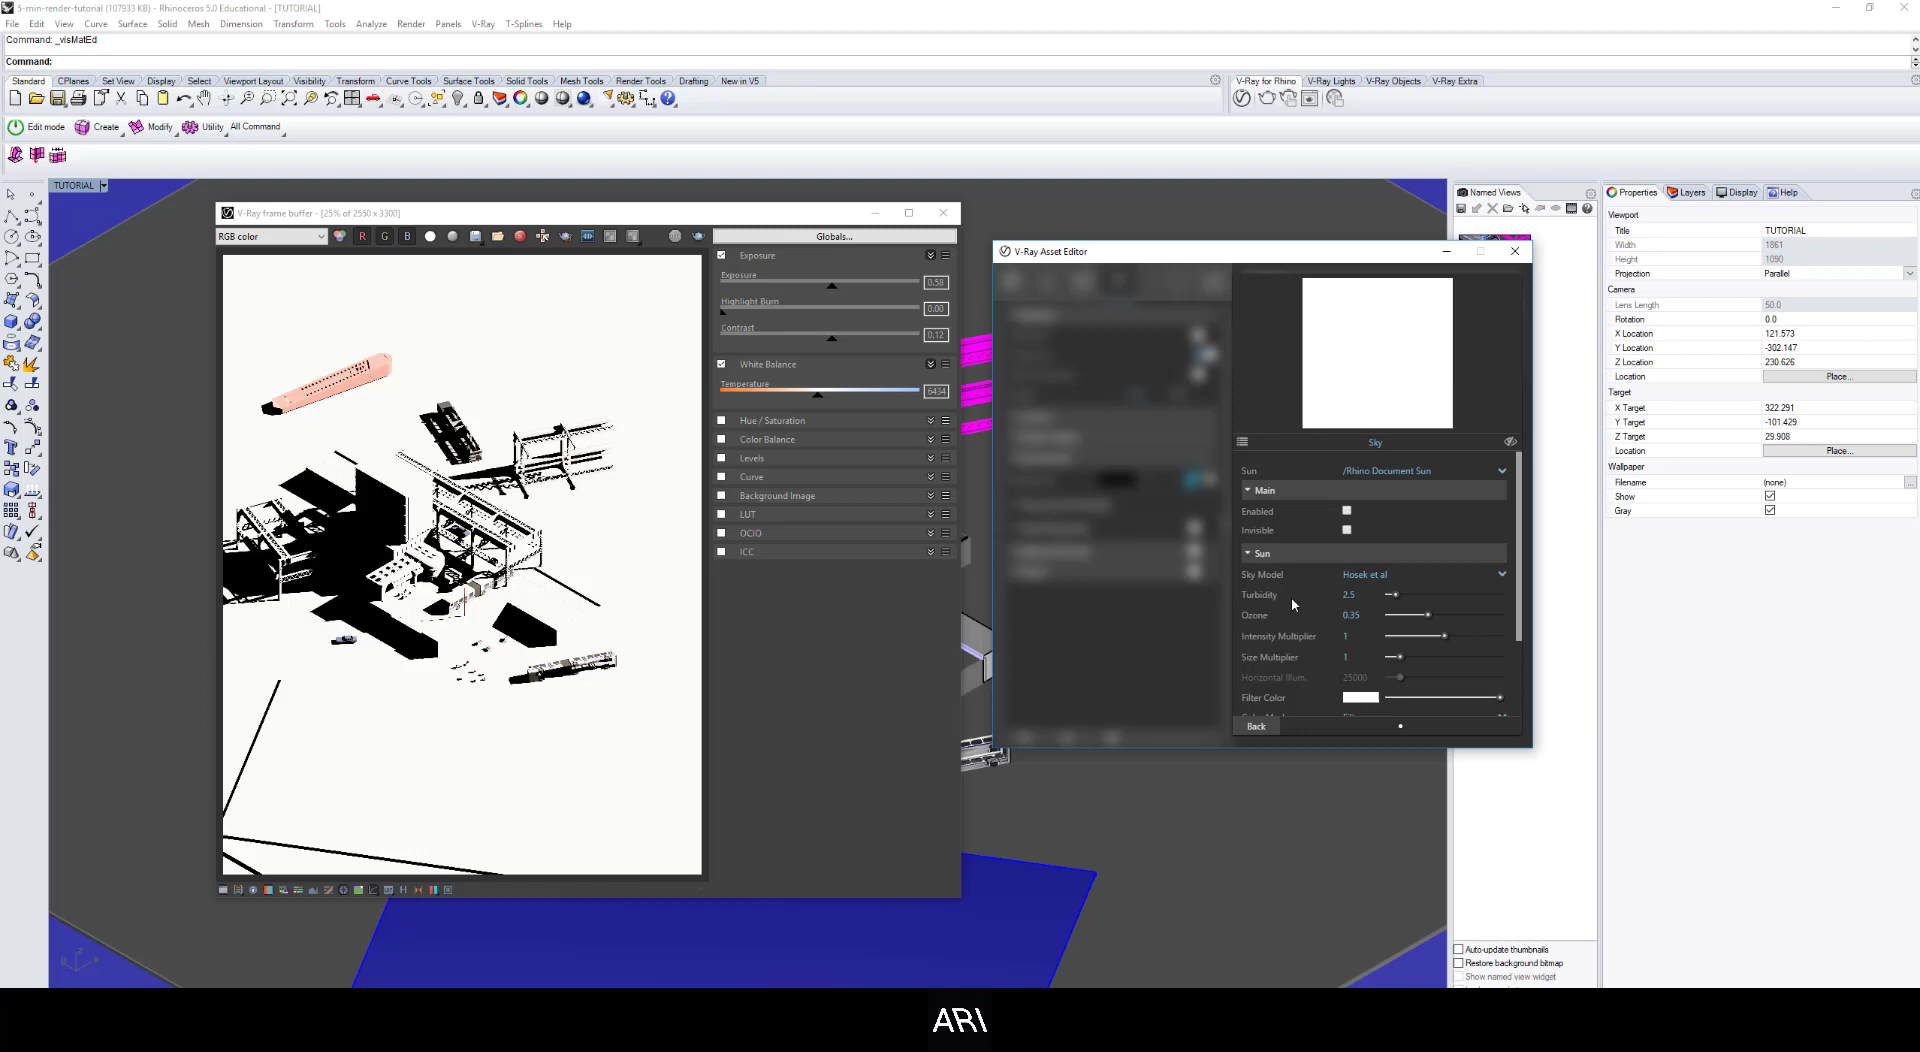 5-min-render-tutorial (107933 KB) - Rhinoceros 5.0 Educational - [TUTORIAL]
File Edit View Curve Surface Solid Mesh Dimension Transform Tools Analyze Render Panels V-Ray T-Splines Help
Command: _visMatEd
Command:
Standard CPlanes Set View Display Select Viewport Layout Visibility Transform Curve Tools Surface Tools Solid Tools Mesh Tools Render Tools Drafting New in V5
V-Ray for Rhino V-Ray Lights V-Ray Objects V-Ray Extra
Edit mode Create Modify Utility All Command
TUTORIAL
V-Ray frame buffer - [25% of 2550 x 3300]
RGB color
R G B
Globals...
Exposure
Exposure
0.58
Highlight Burn
0.00
Contrast
0.12
White Balance
Temperature
6434
Hue / Saturation
Color Balance
Levels
Curve
Background Image
LUT
OCIO
ICC
V-Ray Asset Editor
Sky
Sun /Rhino Document Sun
Main
Enabled
Invisible
Sun
Sky Model Hosek et al
Turbidity 2.5
Ozone 0.35
Intensity Multiplier 1
Size Multiplier 1
Horizontal Illum. 25000
Filter Color
Back
Named Views
Auto-update thumbnails
Restore background bitmap
Show named view widget
Properties Layers Display Help
Viewport
Title TUTORIAL
Width 1861
Height 1090
Projection Parallel
Camera
Lens Length 50.0
Rotation 0.0
X Location 121.573
Y Location -302.147
Z Location 230.626
Location Place...
Target
X Target 322.291
Y Target -101.429
Z Target 29.908
Location Place...
Wallpaper
Filename (none) ...
Show
Gray
ARI